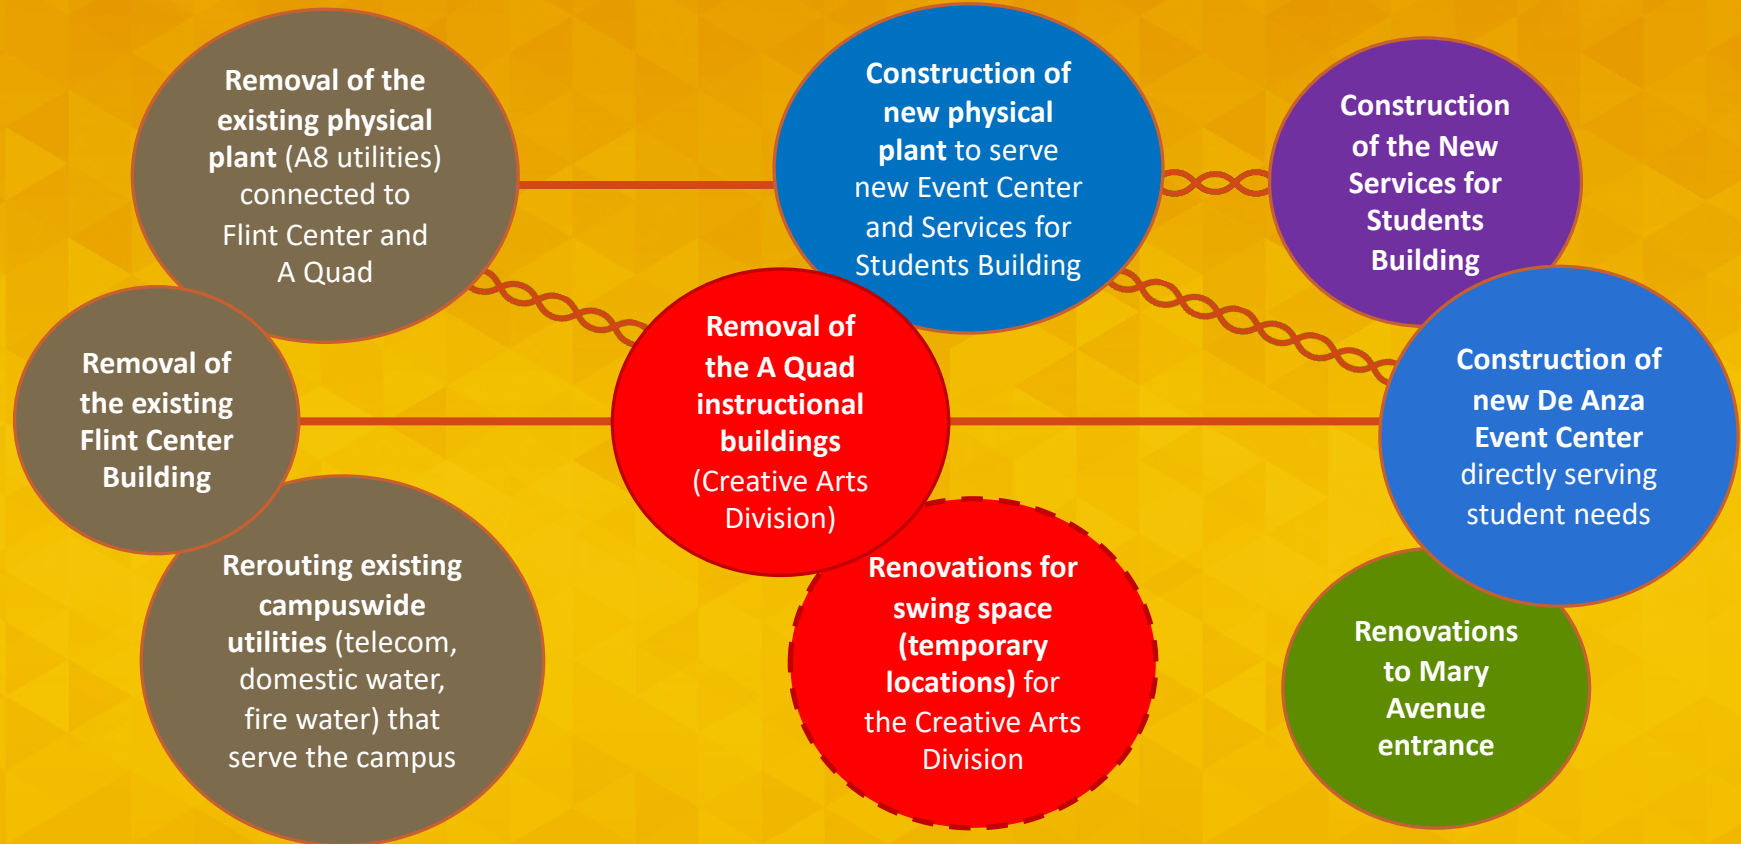 Removal of the
existing physical
plant (A8 utilities)
connected to
Flint Center and
A Quad
Construction of
new physical
plant to serve
new Event Center
and Services for
Students Building
Construction
of the New
Services for
Students
Building
Removal of
the existing
Flint Center
Building
Removal of
the A Quad
instructional
buildings
(Creative Arts
Division)
Construction of
new De Anza
Event Center
directly serving
student needs
Rerouting existing
campuswide
utilities (telecom,
domestic water,
fire water) that
serve the campus
Renovations for
swing space
(temporary
locations) for
the Creative Arts
Division
Renovations
to Mary
Avenue
entrance